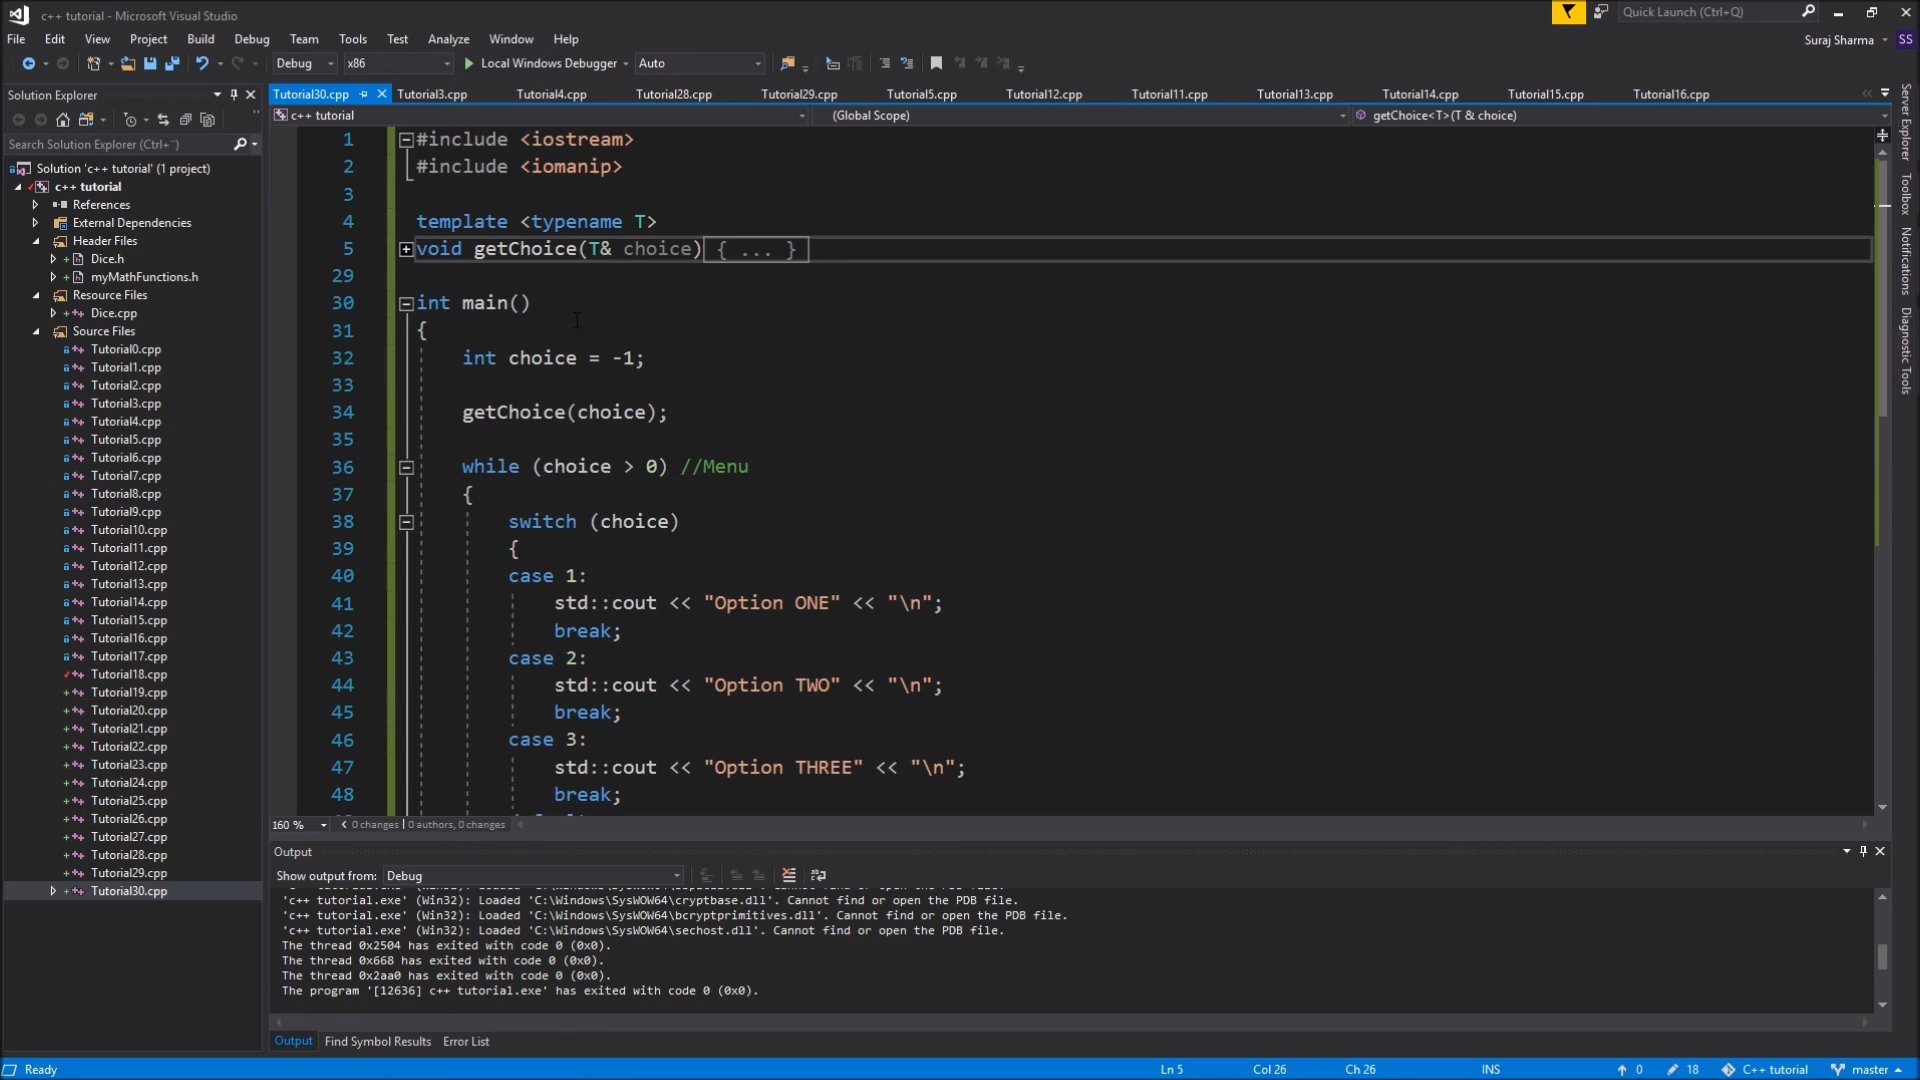 c++ tutorial - Microsoft Visual Studio
Quick Launch (Ctrl+Q)
File Edit View Project Build Debug Team Tools Test Analyze Window Help
Suraj Sharma SS
Debug x86 Local Windows Debugger Auto
Solution Explorer
Tutorial30.cpp Tutorial3.cpp Tutorial4.cpp Tutorial28.cpp Tutorial29.cpp Tutorial5.cpp Tutorial12.cpp Tutorial11.cpp Tutorial13.cpp Tutorial14.cpp Tutorial15.cpp Tutorial16.cpp
c++ tutorial (Global Scope) getChoice<T>(T & choice)
Search Solution Explorer (Ctrl+¨)
Solution 'c++ tutorial' (1 project)
c++ tutorial
References
External Dependencies
Header Files
Dice.h
myMathFunctions.h
Resource Files
Dice.cpp
Source Files
Tutorial0.cpp
Tutorial1.cpp
Tutorial2.cpp
Tutorial3.cpp
Tutorial4.cpp
Tutorial5.cpp
Tutorial6.cpp
Tutorial7.cpp
Tutorial8.cpp
Tutorial9.cpp
Tutorial10.cpp
Tutorial11.cpp
Tutorial12.cpp
Tutorial13.cpp
Tutorial14.cpp
Tutorial15.cpp
Tutorial16.cpp
Tutorial17.cpp
Tutorial18.cpp
Tutorial19.cpp
Tutorial20.cpp
Tutorial21.cpp
Tutorial22.cpp
Tutorial23.cpp
Tutorial24.cpp
Tutorial25.cpp
Tutorial26.cpp
Tutorial27.cpp
Tutorial28.cpp
Tutorial29.cpp
Tutorial30.cpp
1 #include <iostream>
2 #include <iomanip>
3
4 template <typename T>
5 void getChoice(T& choice) { ... }
29
30 int main()
31 {
32 int choice = -1;
33
34 getChoice(choice);
35
36 while (choice > 0) //Menu
37 {
38 switch (choice)
39 {
40 case 1:
41 std::cout << "Option ONE" << "\n";
42 break;
43 case 2:
44 std::cout << "Option TWO" << "\n";
45 break;
46 case 3:
47 std::cout << "Option THREE" << "\n";
48 break;
160 % 0 changes | 0 authors, 0 changes
Server Explorer
Toolbox
Notifications
Diagnostic Tools
Output
Show output from: Debug
'c++ tutorial.exe' (Win32): Loaded 'C:\Windows\SysWOW64\cryptbase.dll'. Cannot find or open the PDB file.
'c++ tutorial.exe' (Win32): Loaded 'C:\Windows\SysWOW64\bcryptprimitives.dll'. Cannot find or open the PDB file.
'c++ tutorial.exe' (Win32): Loaded 'C:\Windows\SysWOW64\sechost.dll'. Cannot find or open the PDB file.
The thread 0x2504 has exited with code 0 (0x0).
The thread 0x668 has exited with code 0 (0x0).
The thread 0x2aa0 has exited with code 0 (0x0).
The program '[12636] c++ tutorial.exe' has exited with code 0 (0x0).
Output Find Symbol Results Error List
Ready Ln 5 Col 26 Ch 26 INS 0 18 C++ tutorial master